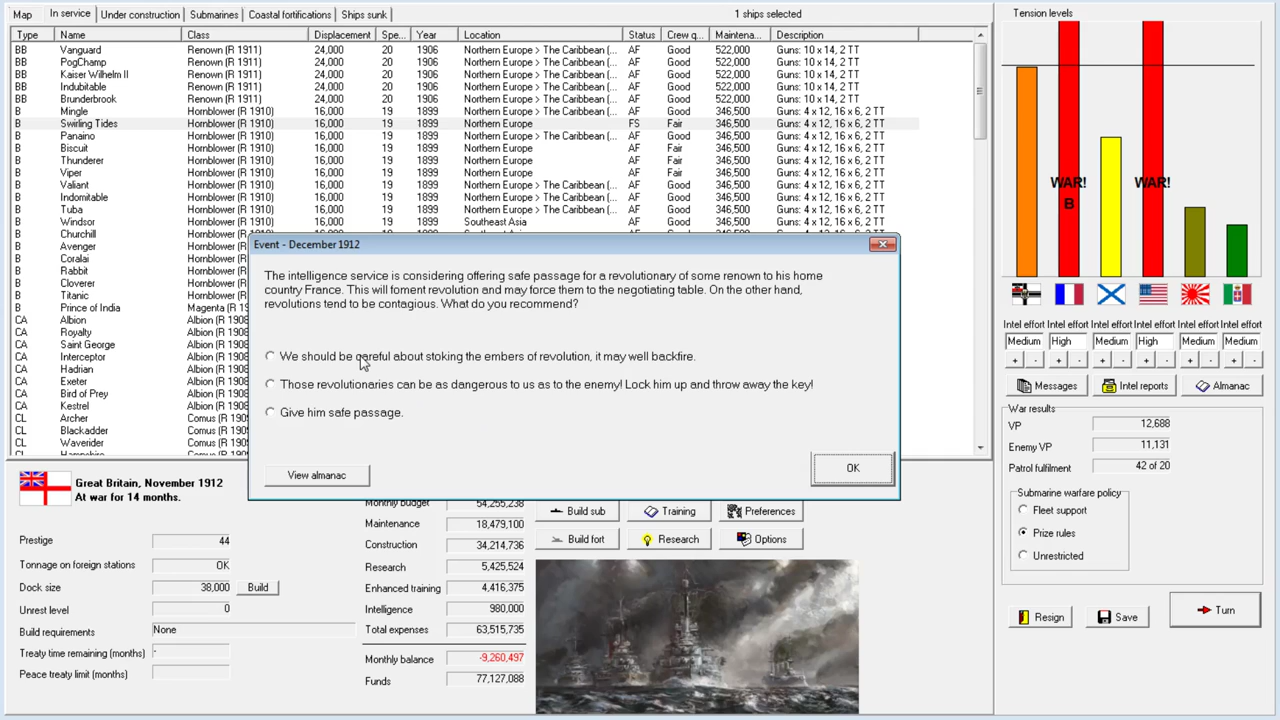 Map In service Under construction Submarines Coastal fortifications Ships sunk 1 ships selected
Type Name Class Displacement Spe... Year Location Status Crew q... Maintena... Description
BB Vanguard Renown (R 1911) 24,000 20 1906 Northern Europe > The Caribbean (... AF Good 522,000 Guns: 10 x 14, 2 TT
BB PogChamp Renown (R 1911) 24,000 20 1906 Northern Europe > The Caribbean (... AF Good 522,000 Guns: 10 x 14, 2 TT
BB Kaiser Wilhelm II Renown (R 1911) 24,000 20 1906 Northern Europe > The Caribbean (... AF Good 522,000 Guns: 10 x 14, 2 TT
BB Indubitable Renown (R 1911) 24,000 20 1906 Northern Europe > The Caribbean (... AF Good 522,000 Guns: 10 x 14, 2 TT
BB Brunderbrook Renown (R 1911) 24,000 20 1906 Northern Europe > The Caribbean (... AF Good 522,000 Guns: 10 x 14, 2 TT
B Mingle Hornblower (R 1910) 16,000 19 1899 Northern Europe > The Caribbean (... AF Good 346,500 Guns: 4 x 12, 16 x 6, 2 TT
B Swirling Tides Hornblower (R 1910) 16,000 19 1899 Northern Europe FS Fair 346,500 Guns: 4 x 12, 16 x 6, 2 TT
B Panaino Hornblower (R 1910) 16,000 19 1899 Northern Europe > The Caribbean (... AF Good 346,500 Guns: 4 x 12, 16 x 6, 2 TT
B Biscuit Hornblower (R 1910) 16,000 19 1899 Northern Europe AF Fair 346,500 Guns: 4 x 12, 16 x 6, 2 TT
B Thunderer Hornblower (R 1910) 16,000 19 1899 Northern Europe AF Fair 346,500 Guns: 4 x 12, 16 x 6, 2 TT
B Viper Hornblower (R 1910) 16,000 19 1899 Northern Europe AF Fair 346,500 Guns: 4 x 12, 16 x 6, 2 TT
B Valiant Hornblower (R 1910) 16,000 19 1899 Northern Europe > The Caribbean (... AF Good 346,500 Guns: 4 x 12, 16 x 6, 2 TT
B Indomitable Hornblower (R 1910) 16,000 19 1899 Northern Europe > The Caribbean (... AF Good 346,500 Guns: 4 x 12, 16 x 6, 2 TT
B Tuba Hornblower (R 1910) 16,000 19 1899 Northern Europe > The Caribbean (... AF Good 346,500 Guns: 4 x 12, 16 x 6, 2 TT
B Windsor Hornblower (R 1910) 16,000 19 1899 Southeast Asia AF Good 346,500 Guns: 4 x 12, 16 x 6, 2 TT
B Churchill
B Avenger
B Coralai
B Rabbit
B Cloverer
B Titanic
B Prince of India Magenta (R
CA Albion Albion (R 1908
CA Royalty Albion (R 1908
CA Saint George Albion (R 1908
CA Interceptor Albion (R 1908
CA Hadrian Albion (R 1908
CA Exeter Albion (R 1908
CA Bird of Prey Albion (R 1908
CA Kestrel Albion (R 1908
CL Archer Comus (R 190
CL Blackadder Comus (R 190
CL Waverider Comus (R 190
Event - December 1912
The intelligence service is considering offering safe passage for a revolutionary of some renown to his home
country France. This will foment revolution and may force them to the negotiating table. On the other hand,
revolutions tend to be contagious. What do you recommend?
We should be careful about stoking the embers of revolution, it may well backfire.
Those revolutionaries can be as dangerous to us as to the enemy! Lock him up and throw away the key!
Give him safe passage.
View almanac
OK
Great Britain, November 1912
At war for 14 months.
Prestige 44
Tonnage on foreign stations OK
Dock size 38,000 Build
Unrest level 0
Build requirements None
Treaty time remaining (months) -
Peace treaty limit (months)
Monthly budget 54,255,238
Maintenance 18,479,100
Construction 34,214,736
Research 5,425,524
Enhanced training 4,416,375
Intelligence 980,000
Total expenses 63,515,735
Monthly balance -9,260,497
Funds 77,127,088
Build sub Training Preferences
Build fort Research Options
Tension levels
WAR! WAR!
B
Intel effort Intel effort Intel effort Intel effort Intel effort Intel effort
Medium High Medium High Medium Medium
+ - + - + - + - + - + -
Messages Intel reports Almanac
War results
VP 12,688
Enemy VP 11,131
Patrol fulfilment 42 of 20
Submarine warfare policy
Fleet support
Prize rules
Unrestricted
Resign Save Turn